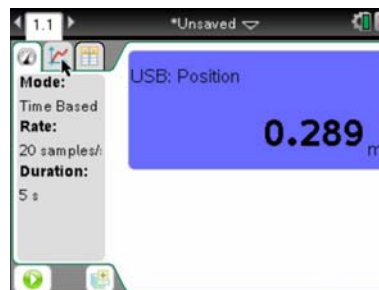 1.1
*Unsaved
Mode:
Time Based
Rate:
20 samples/
Duration:
5 s
USB: Position
0.289 m